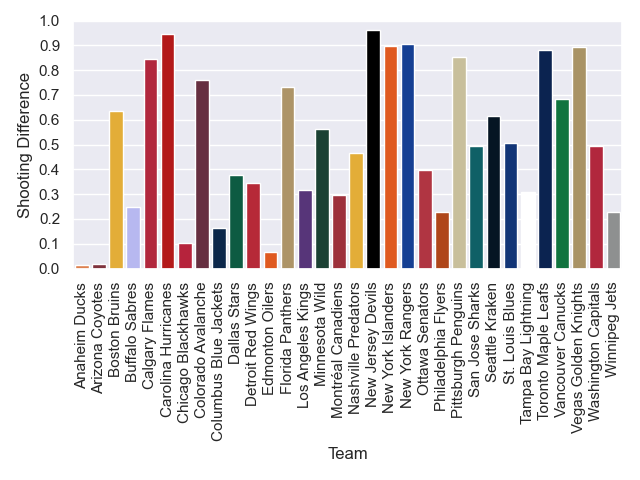 1.0
0.9
0.8
0.7
0.6
0.5
0.4
0.3
0.2
0.1
0.0
Shooting Difference
Anaheim Ducks
Arizona Coyotes
Boston Bruins
Buffalo Sabres
Calgary Flames
Carolina Hurricanes
Chicago Blackhawks
Colorado Avalanche
Columbus Blue Jackets
Dallas Stars
Detroit Red Wings
Edmonton Oilers
Florida Panthers
Los Angeles Kings
Minnesota Wild
Montréal Canadiens
Nashville Predators
New Jersey Devils
New York Islanders
New York Rangers
Ottawa Senators
Philadelphia Flyers
Pittsburgh Penguins
San Jose Sharks
Seattle Kraken
St. Louis Blues
Tampa Bay Lightning
Toronto Maple Leafs
Vancouver Canucks
Vegas Golden Knights
Washington Capitals
Winnipeg Jets
Team